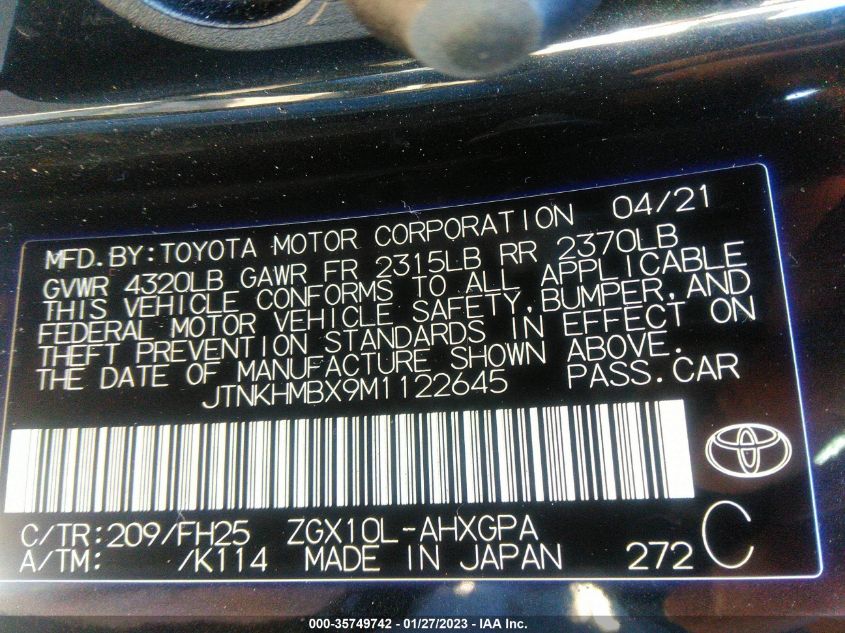 MFD.BY:TOYOTA MOTOR CORPORATION 04/21
GVWR 4320LB GAWR FR 2315LB RR 2370LB
THIS VEHICLE CONFORMS TO ALL APPLICABLE
FEDERAL MOTOR VEHICLE SAFETY,BUMPER,AND
THEFT PREVENTION STANDARDS IN EFFECT ON
THE DATE OF MANUFACTURE SHOWN ABOVE.
JTNKHMBX9M1122645 PASS.CAR
C/TR:209/FH25 ZGX10L-AHXGPA
A/TM: /K114 MADE IN JAPAN 272 C
000-35749742 - 01/27/2023 - IAA Inc.